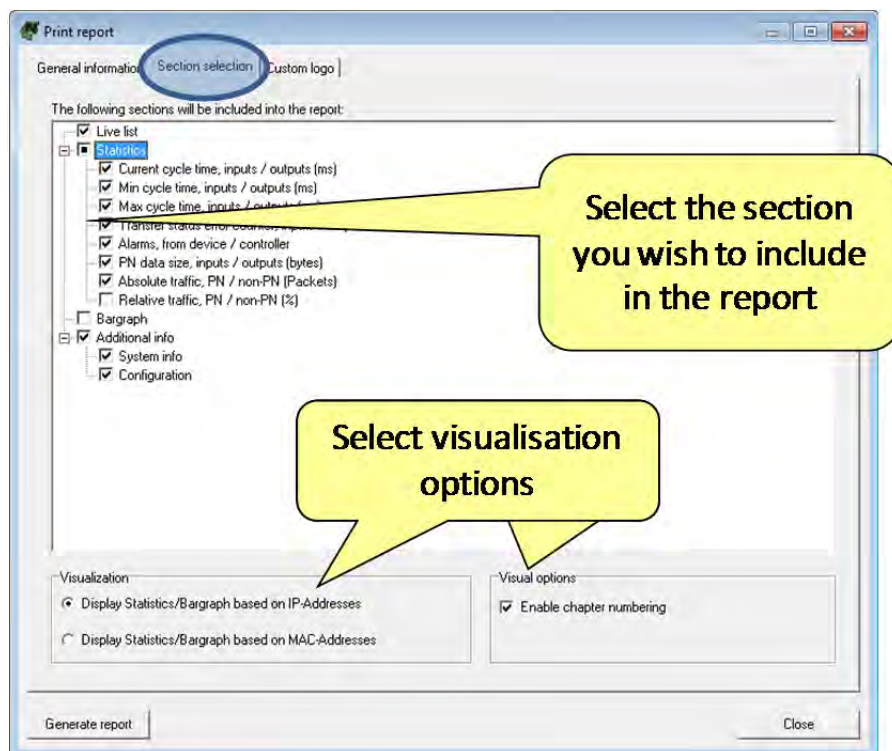 Print report
General information Section selection Custom logo
The following sections will be included into the report:
Live list
Statistics
Current cycle time, inputs / outputs (ms)
Min cycle time, inputs / outputs (ms)
Max cycle time, inputs / outputs
Transfer status error counter,
Alarms, from device / controller
PN data size, inputs / outputs (bytes)
Absolute traffic, PN / non-PN (Packets)
Relative traffic, PN / non-PN (%)
Bargraph
Additional info
System info
Configuration
Select the section
you wish to include
in the report
Select visualisation
options
Visualization
Display Statistics/Bargraph based on IP-Addresses
Display Statistics/Bargraph based on MAC-Addresses
Visual options
Enable chapter numbering
Generate report
Close